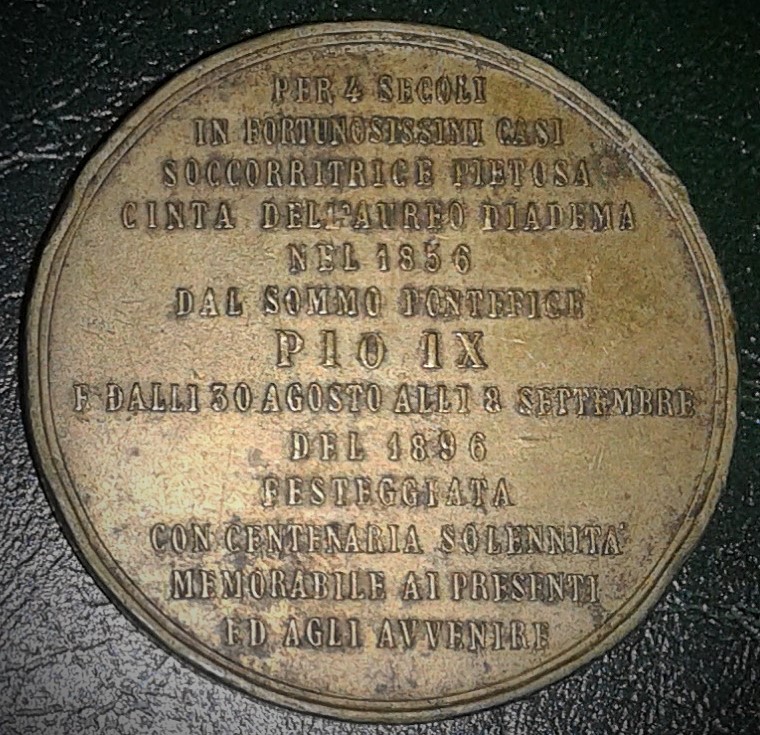 PER 4 SECOLI
IN FORTUNOSISSIMI CASI
SOCCORRITRICE PIETOSA
CINTA DELL'AUREO DIADEMA
NEL 1856
DAL SOMMO PONTEFICE
PIO IX
E DALLI 30 AGOSTO ALLI 8 SETTEMBRE
DEL 1896
FESTEGGIATA
CON CENTENARIA SOLENNITA'
MEMORABILE AI PRESENTI
ED AGLI AVVENIRE